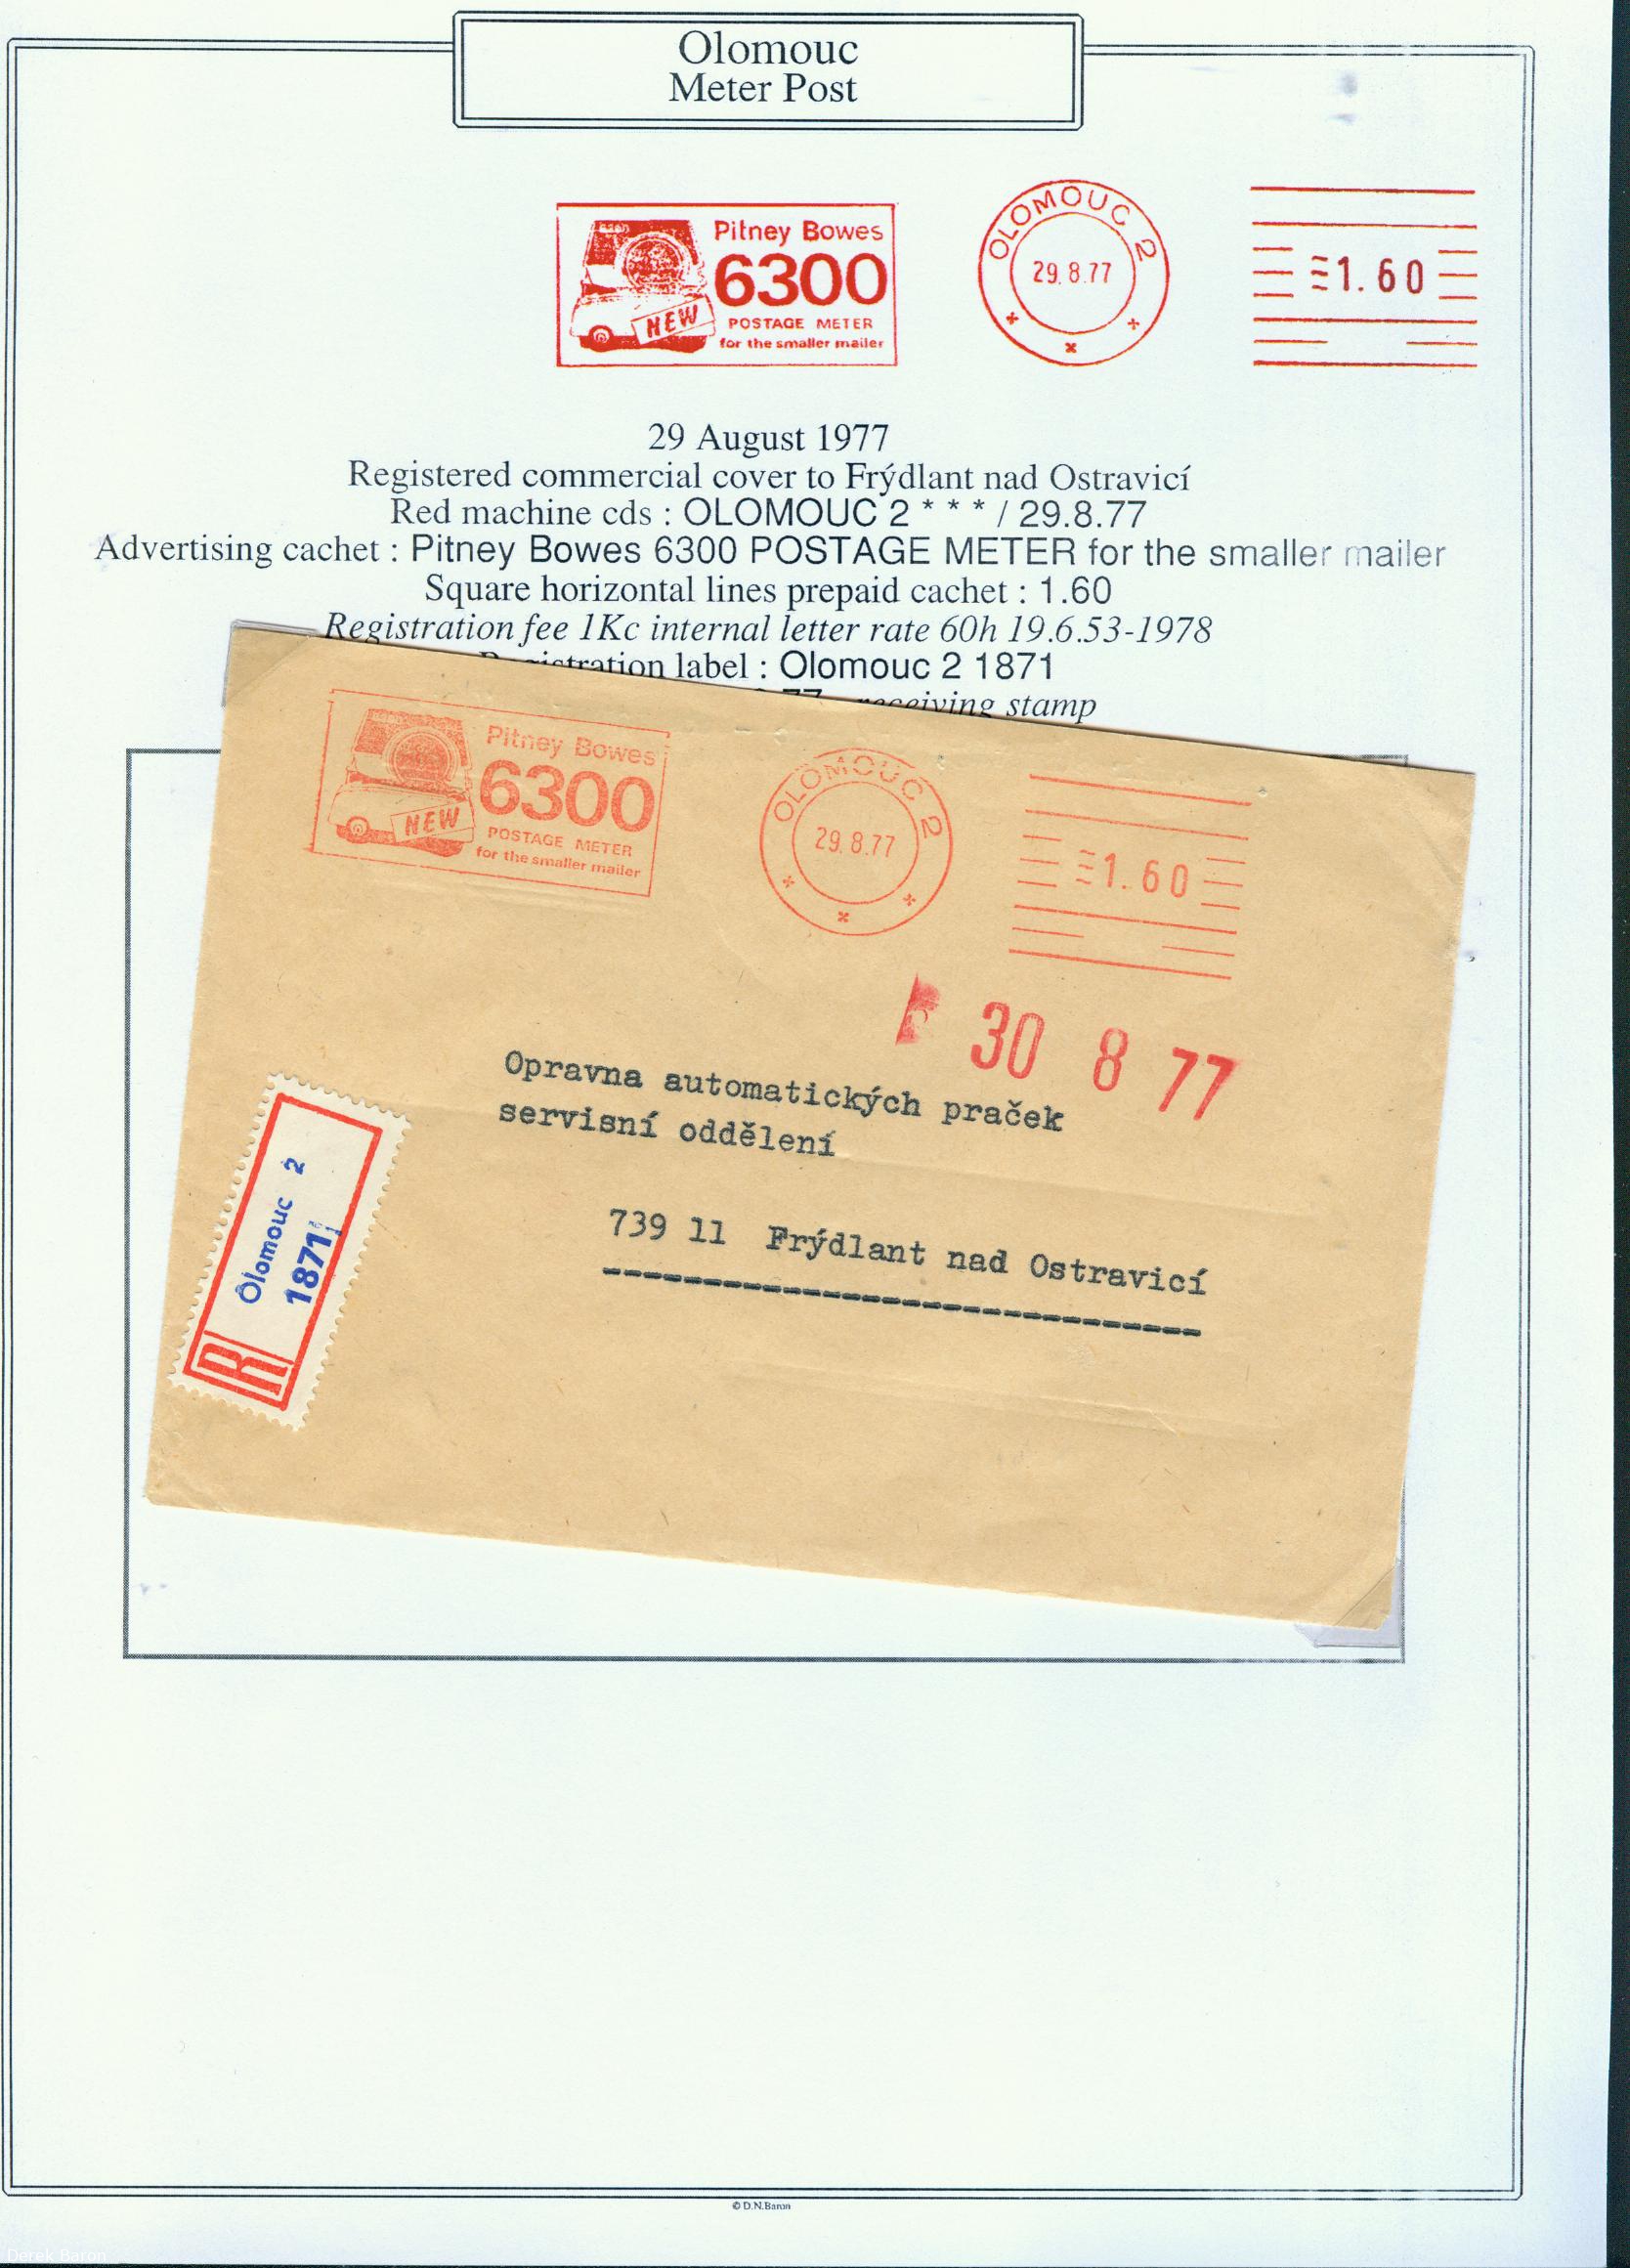 Olomouc
Meter Post
Pitney Bowes
6300
NEW
POSTAGE METER
for the smaller mailer
OLOMOUC 2
29.8.77
1.60
29 August 1977
Registered commercial cover to Frýdlant nad Ostravicí
Red machine cds : OLOMOUC 2 * * * / 29.8.77
Advertising cachet : Pitney Bowes 6300 POSTAGE METER for the smaller mailer
Square horizontal lines prepaid cachet : 1.60
Registration fee 1Kc internal letter rate 60h 19.6.53-1978
Registration label : Olomouc 2 1871
77 receiving stamp
Pitney Bowes
6300
NEW
POSTAGE METER
for the smaller mailer
OLOMOUC 2
29.8.77
1.60
30 8 77
Opravna automatických praček
servisní oddělení
739 11 Frýdlant nad Ostravicí
R
Olomouc 2
1871
© D.N.Baron
Derek Baron